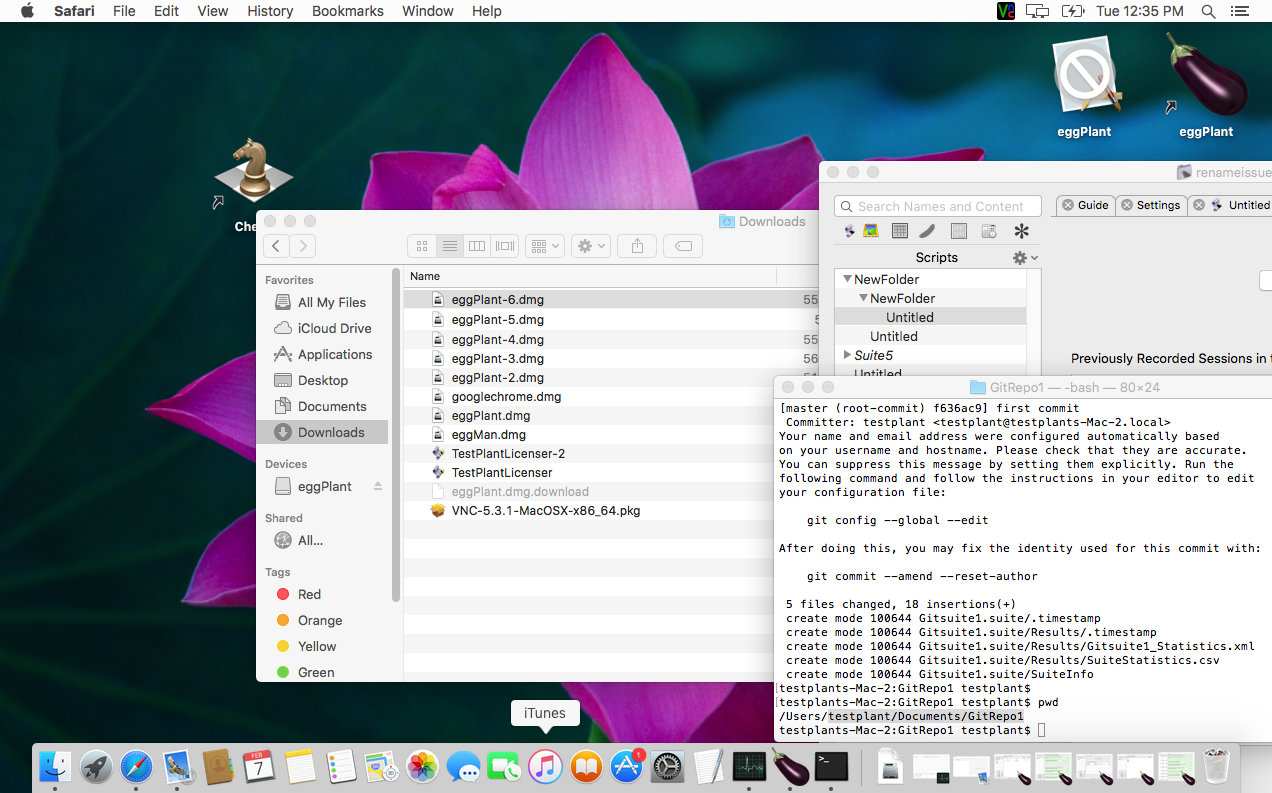 Safari File Edit View History Bookmarks Window Help
Tue 12:35 PM
eggPlant
eggPlant
Che
Downloads
Favorites
All My Files
iCloud Drive
Applications
Desktop
Documents
Downloads
Devices
eggPlant
Shared
All...
Tags
Red
Orange
Yellow
Green
Name
eggPlant-6.dmg 55
eggPlant-5.dmg 5
eggPlant-4.dmg 55
eggPlant-3.dmg 56
eggPlant-2.dmg
googlechrome.dmg
eggPlant.dmg
eggMan.dmg
TestPlantLicenser-2
TestPlantLicenser
eggPlant.dmg.download
VNC-5.3.1-MacOSX-x86_64.pkg
renameissue
Search Names and Content
Guide Settings Untitled
Scripts
NewFolder
NewFolder
Untitled
Untitled
Suite5
Untitled
Previously Recorded Sessions in t
GitRepo1 — -bash — 80×24
[master (root-commit) f636ac9] first commit
Committer: testplant <testplant@testplants-Mac-2.local>
Your name and email address were configured automatically based
on your username and hostname. Please check that they are accurate.
You can suppress this message by setting them explicitly. Run the
following command and follow the instructions in your editor to edit
your configuration file:
git config --global --edit
After doing this, you may fix the identity used for this commit with:
git commit --amend --reset-author
5 files changed, 18 insertions(+)
create mode 100644 Gitsuite1.suite/.timestamp
create mode 100644 Gitsuite1.suite/Results/.timestamp
create mode 100644 Gitsuite1.suite/Results/Gitsuite1_Statistics.xml
create mode 100644 Gitsuite1.suite/Results/SuiteStatistics.csv
create mode 100644 Gitsuite1.suite/SuiteInfo
[testplants-Mac-2:GitRepo1 testplant$
[testplants-Mac-2:GitRepo1 testplant$ pwd
/Users/testplant/Documents/GitRepo1
testplants-Mac-2:GitRepo1 testplant$
iTunes
FEB
7
1